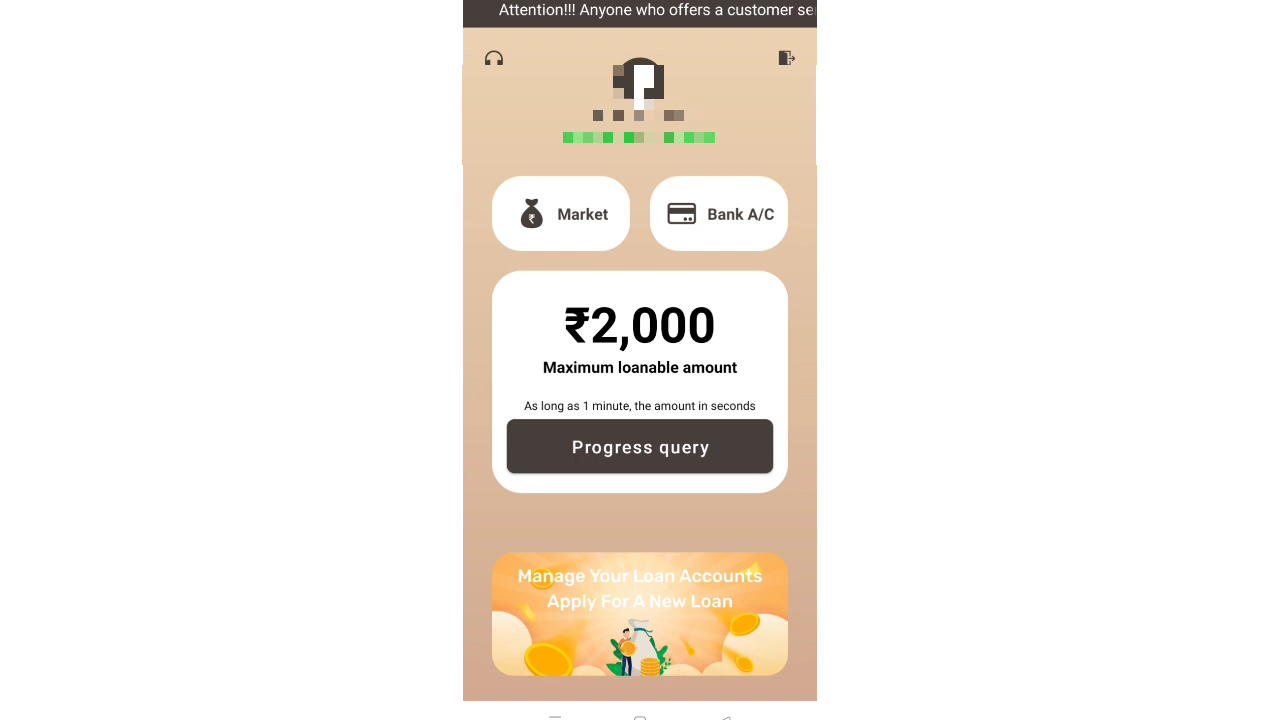 Attention!!! Anyone who offers a customer se
Market
Bank A/C
₹2,000
Maximum loanable amount
As long as 1 minute, the amount in seconds
Progress query
Manage Your Loan Accounts
Apply For A New Loan